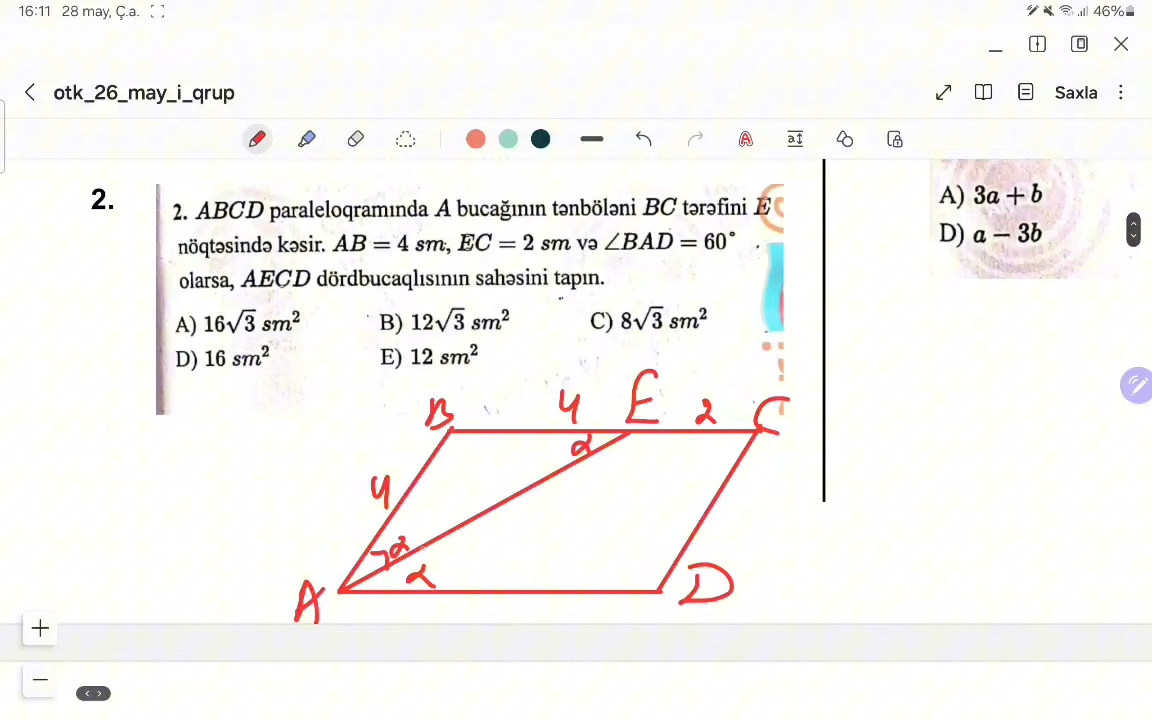 16:11 28 may, Ç.a. 46%
otk_26_may_i_qrup
Saxla
2.
2. ABCD paraleloqramında A bucağının tənböləni BC tərəfini E
nöqtəsində kəsir. AB = 4 sm, EC = 2 sm və ∠BAD = 60°
olarsa, AECD dördbucaqlısının sahəsini tapın.
A) 16√3 sm² B) 12√3 sm² C) 8√3 sm²
D) 16 sm² E) 12 sm²
A) 3a + b
D) a − 3b
B 4 E 2 C
α
4
α
α
A D